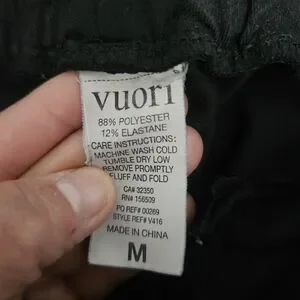 vuori
88% POLYESTER
12% ELASTANE
CARE INSTRUCTIONS:
MACHINE WASH COLD
TUMBLE DRY LOW
REMOVE PROMPTLY
FLUFF AND FOLD
CA# 32350
RN# 156509
PO REF# 00269
STYLE REF# V416
MADE IN CHINA
M